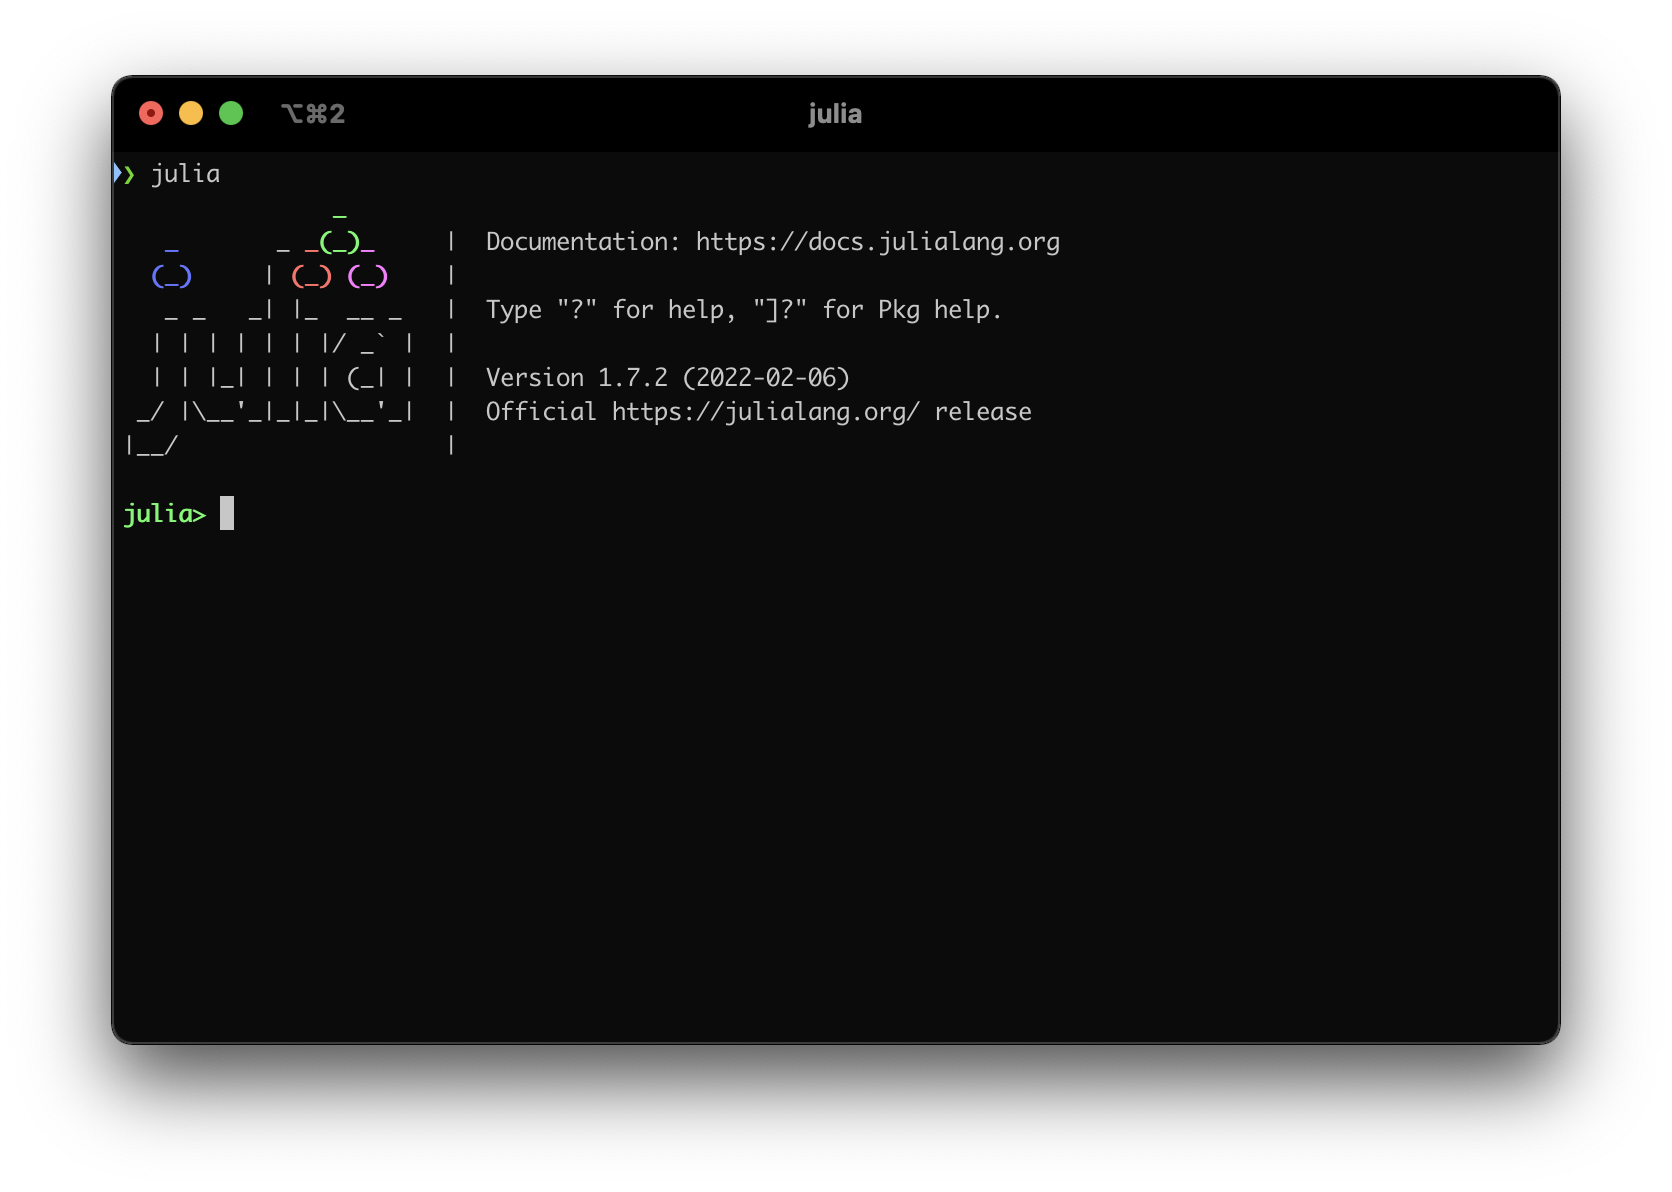 ⌥⌘2 julia
❯ julia
               _
   _       _ _(_)_     |  Documentation: https://docs.julialang.org
  (_)     | (_) (_)    |
   _ _   _| |_  __ _   |  Type "?" for help, "]?" for Pkg help.
  | | | | | | |/ _` |  |
  | | |_| | | | (_| |  |  Version 1.7.2 (2022-02-06)
 _/ |\__'_|_|_|\__'_|  |  Official https://julialang.org/ release
|__/                   |
julia>